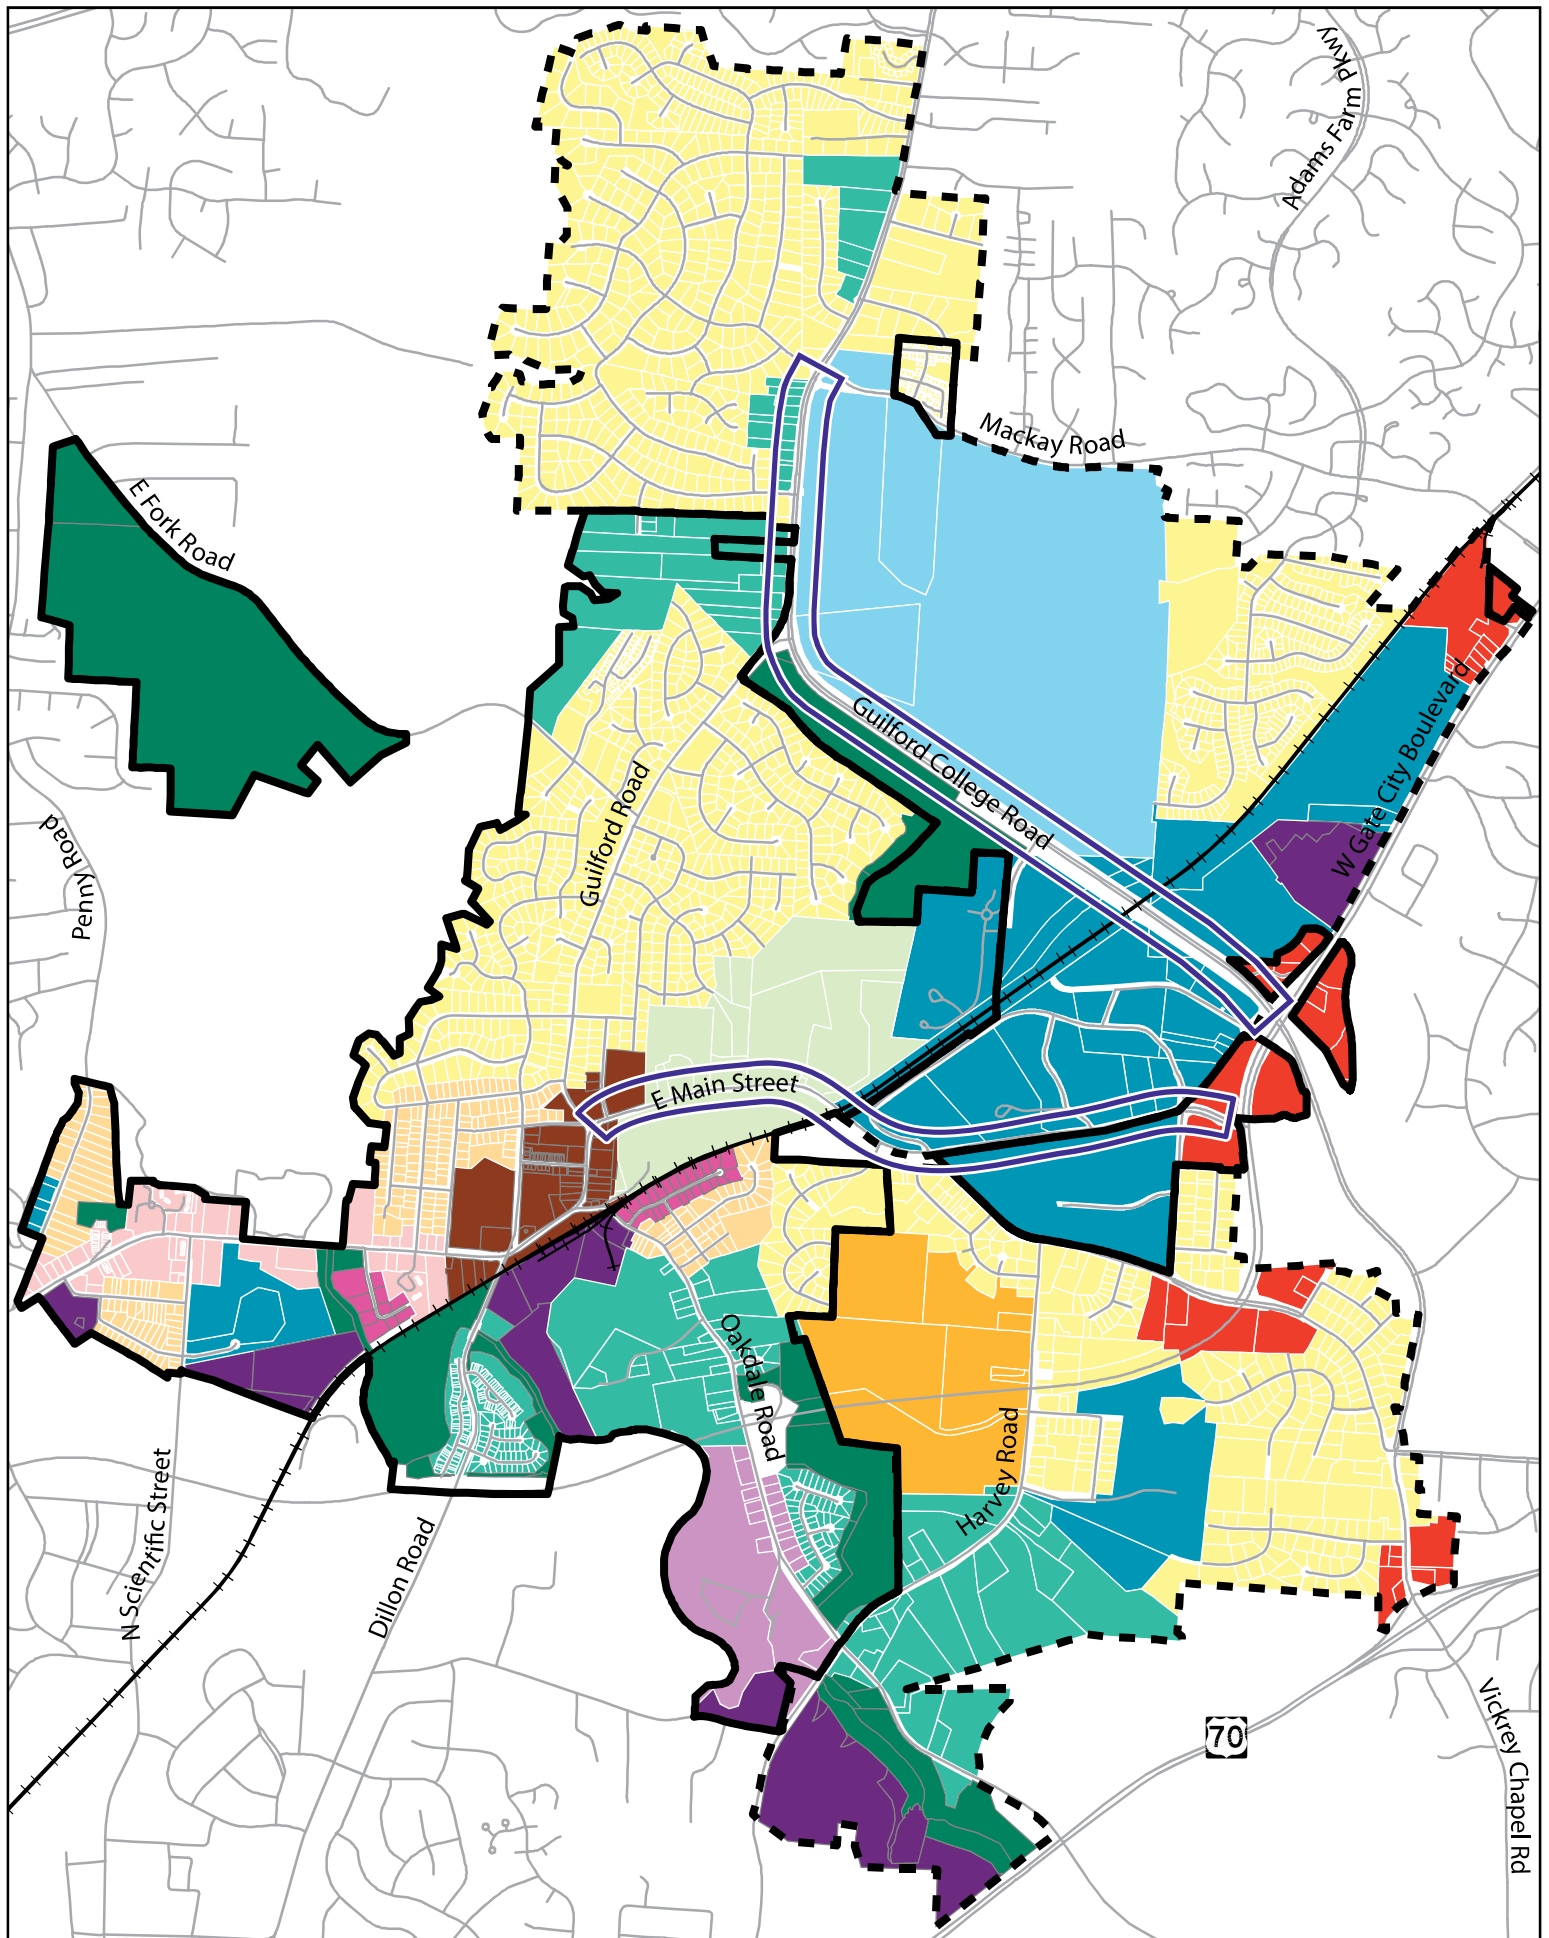 Adams Farm Pkwy
Mackay Road
E Fork Road
Guilford College Road
W Gate City Boulevard
Guilford Road
Penny Road
E Main Street
Oakdale Road
Harvey Road
N Scientific Street
Dillon Road
70
Vickrey Chapel Rd